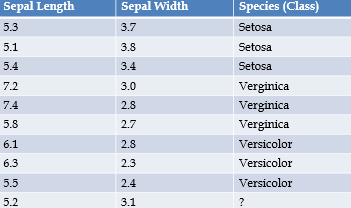 Sepal Length Sepal Width Species (Class)
5.3 3.7 Setosa
5.1 3.8 Setosa
5.4 3.4 Setosa
7.2 3.0 Verginica
7.4 2.8 Verginica
5.8 2.7 Verginica
6.1 2.8 Versicolor
6.3 2.3 Versicolor
5.5 2.4 Versicolor
5.2 3.1 ?